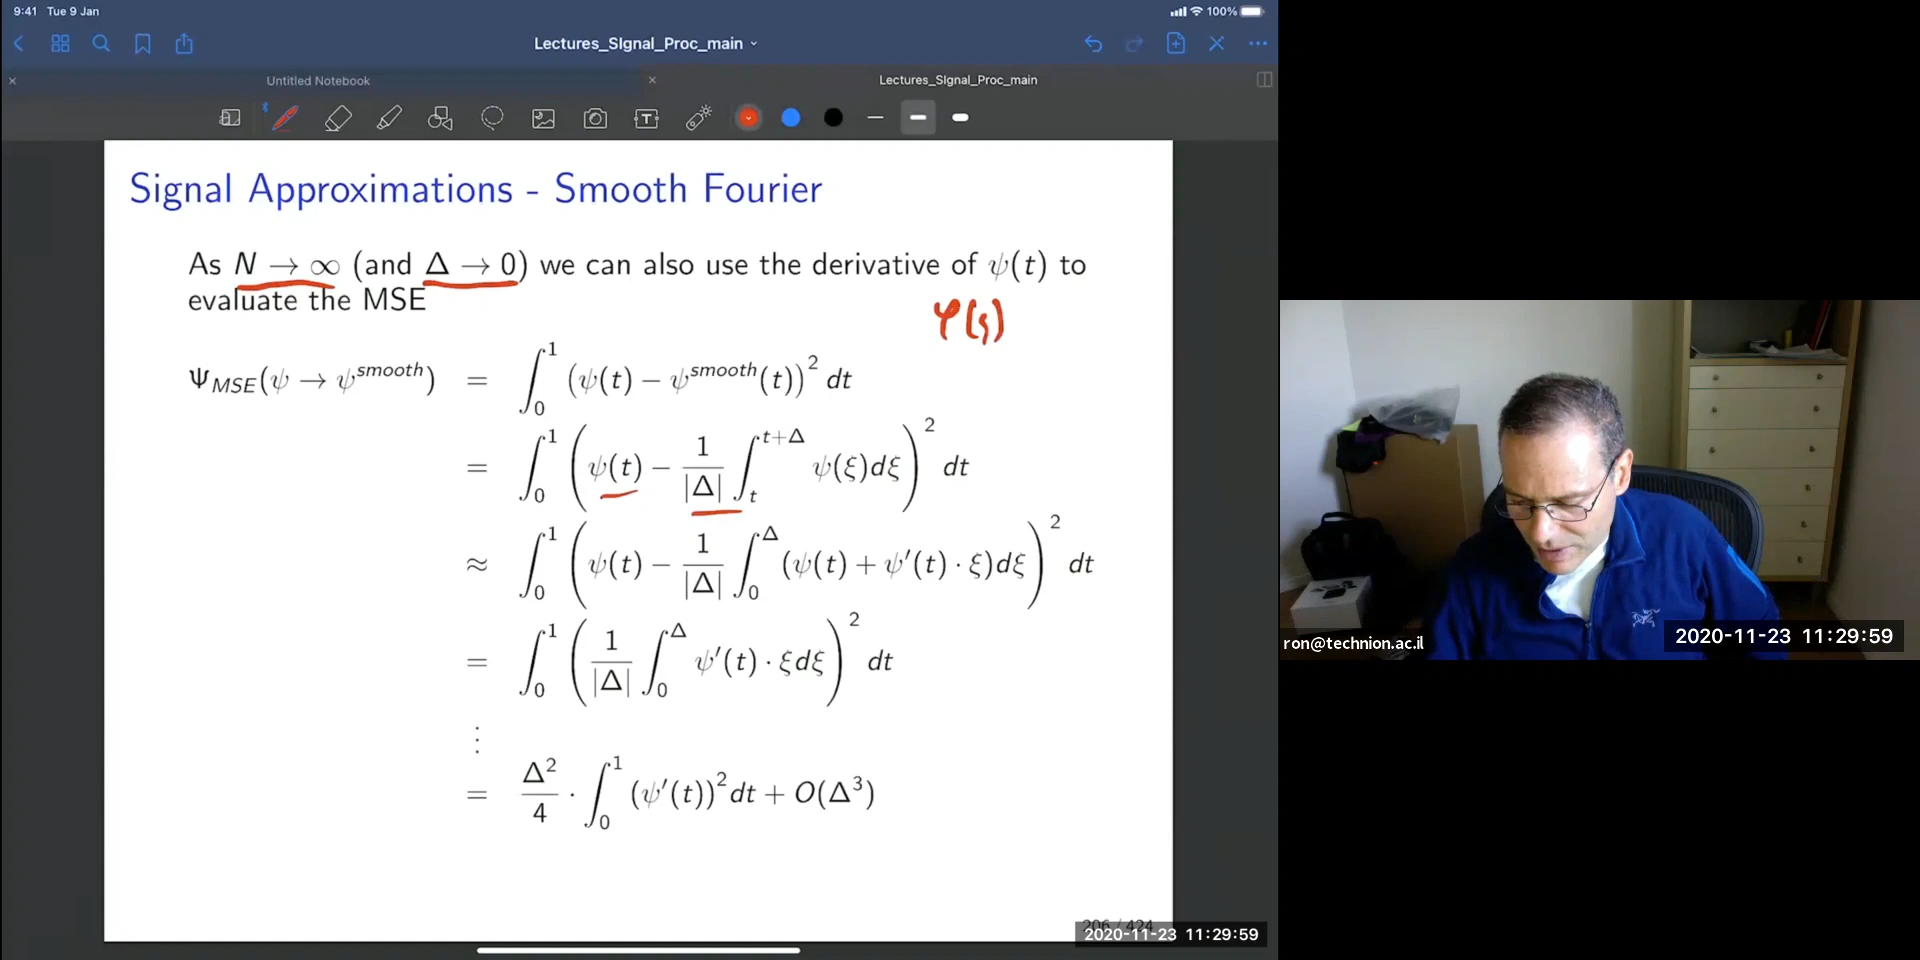 9:41 Tue 9 Jan
100%
Lectures_SIgnal_Proc_main
Untitled Notebook
Lectures_SIgnal_Proc_main
Signal Approximations - Smooth Fourier
As N → ∞ (and Δ → 0) we can also use the derivative of ψ(t) to
evaluate the MSE
Ψ_MSE(ψ → ψ^smooth) = ∫_0^1 (ψ(t) − ψ^smooth(t))^2 dt
= ∫_0^1 (ψ(t) − 1/|Δ| ∫_t^{t+Δ} ψ(ξ)dξ)^2 dt
≈ ∫_0^1 (ψ(t) − 1/|Δ| ∫_0^Δ (ψ(t) + ψ′(t) · ξ)dξ)^2 dt
= ∫_0^1 (1/|Δ| ∫_0^Δ ψ′(t) · ξdξ)^2 dt
⋮
= Δ^2/4 · ∫_0^1 (ψ′(t))^2 dt + O(Δ^3)
206 / 424
2020-11-23 11:29:59
ron@technion.ac.il
2020-11-23 11:29:59